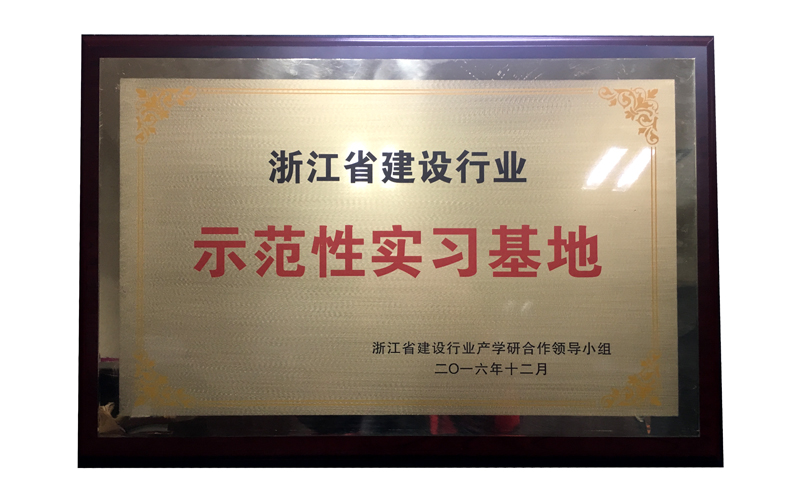 浙江省建设行业
示范性实习基地
浙江省建设行业产学研合作领导小组
二〇一六年十二月